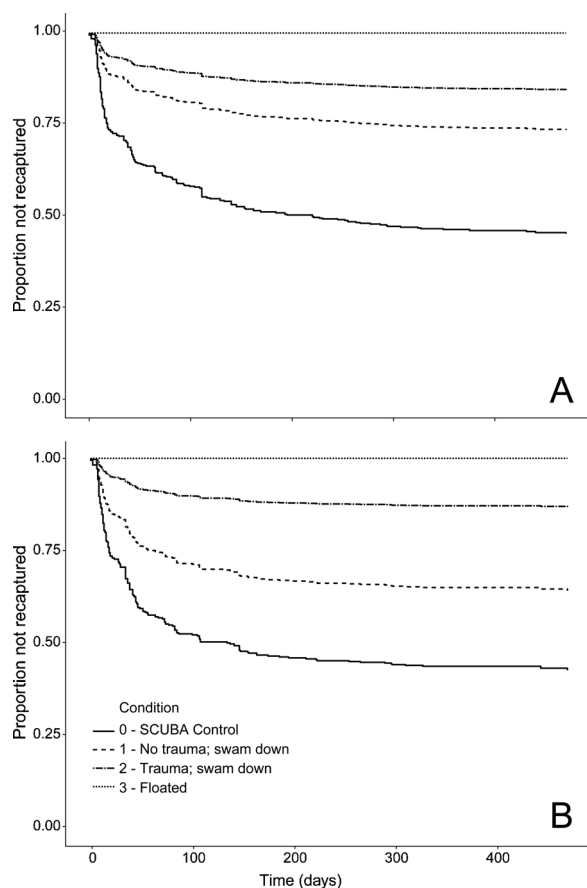 A
1.00
0.75
0.50
0.25
0.00
Proportion not recaptured
B
1.00
0.75
0.50
0.25
0.00
Proportion not recaptured
Condition
0 - SCUBA Control
1 - No trauma; swam down
2 - Trauma; swam down
3 - Floated
0 100 200 300 400
Time (days)